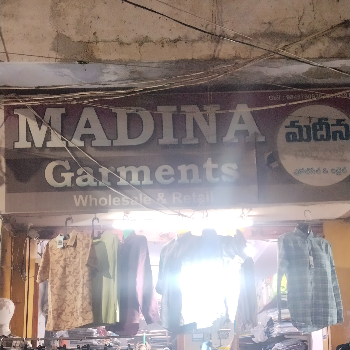 MADINA
మదీన
Garments
Wholesale & Retail